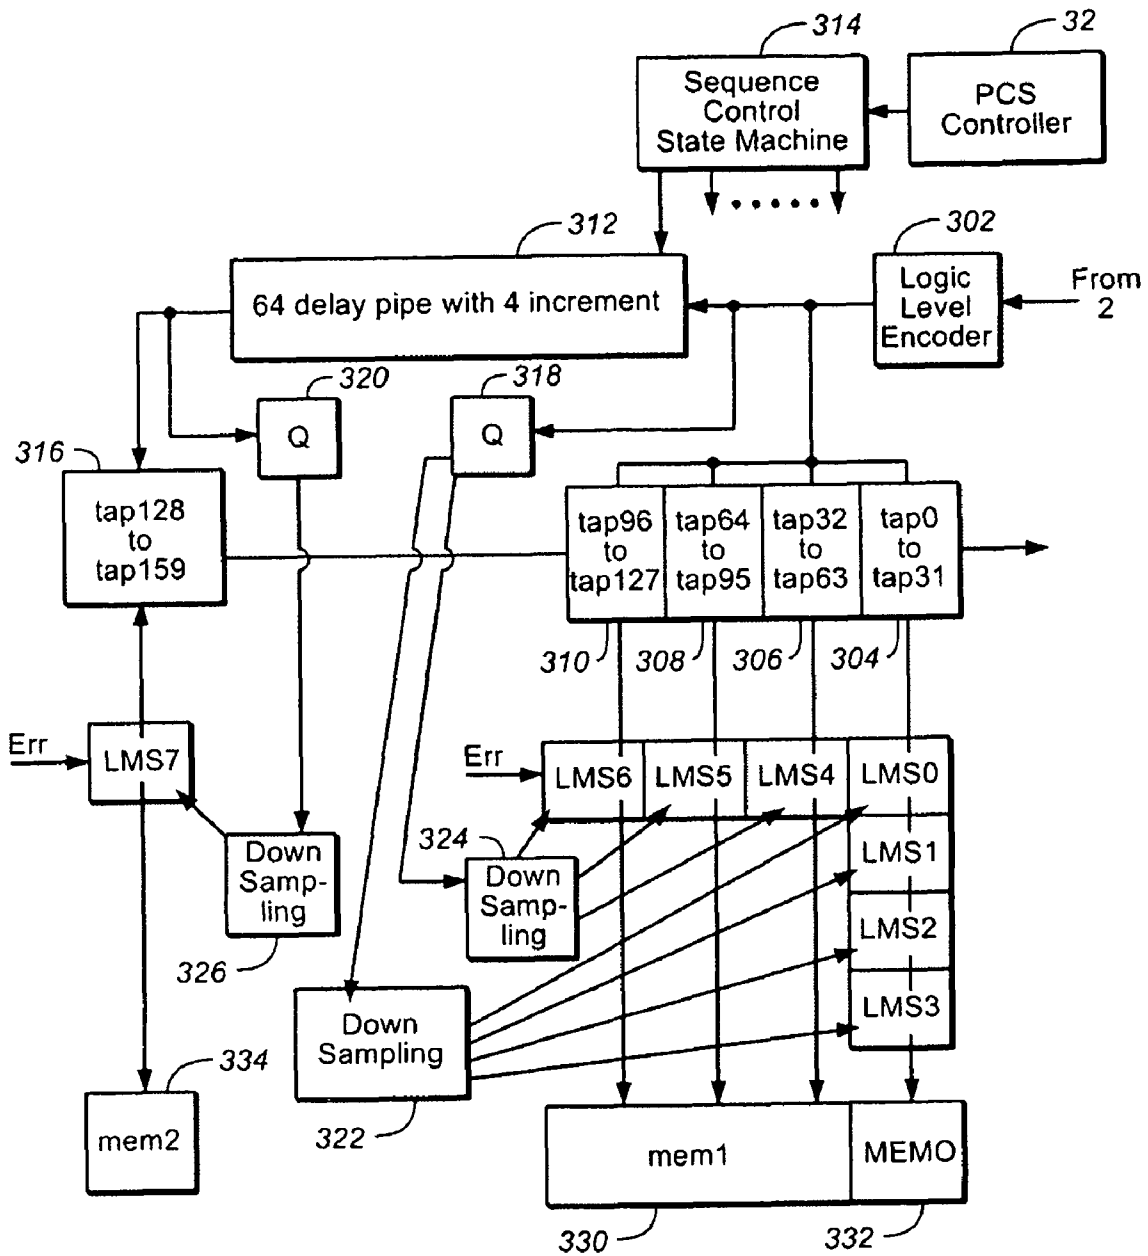 314
32
Sequence
Control
State Machine
PCS
Controller
312
302
64 delay pipe with 4 increment
Logic
Level
Encoder
From
2
320
318
Q
Q
316
tap128
to
tap159
tap96
to
tap127
tap64
to
tap95
tap32
to
tap63
tap0
to
tap31
310
308
306
304
Err
LMS7
Err
LMS6
LMS5
LMS4
LMS0
LMS1
LMS2
LMS3
324
Down
Samp-
ling
Down
Samp-
ling
326
Down
Sampling
322
334
mem2
mem1
MEMO
330
332